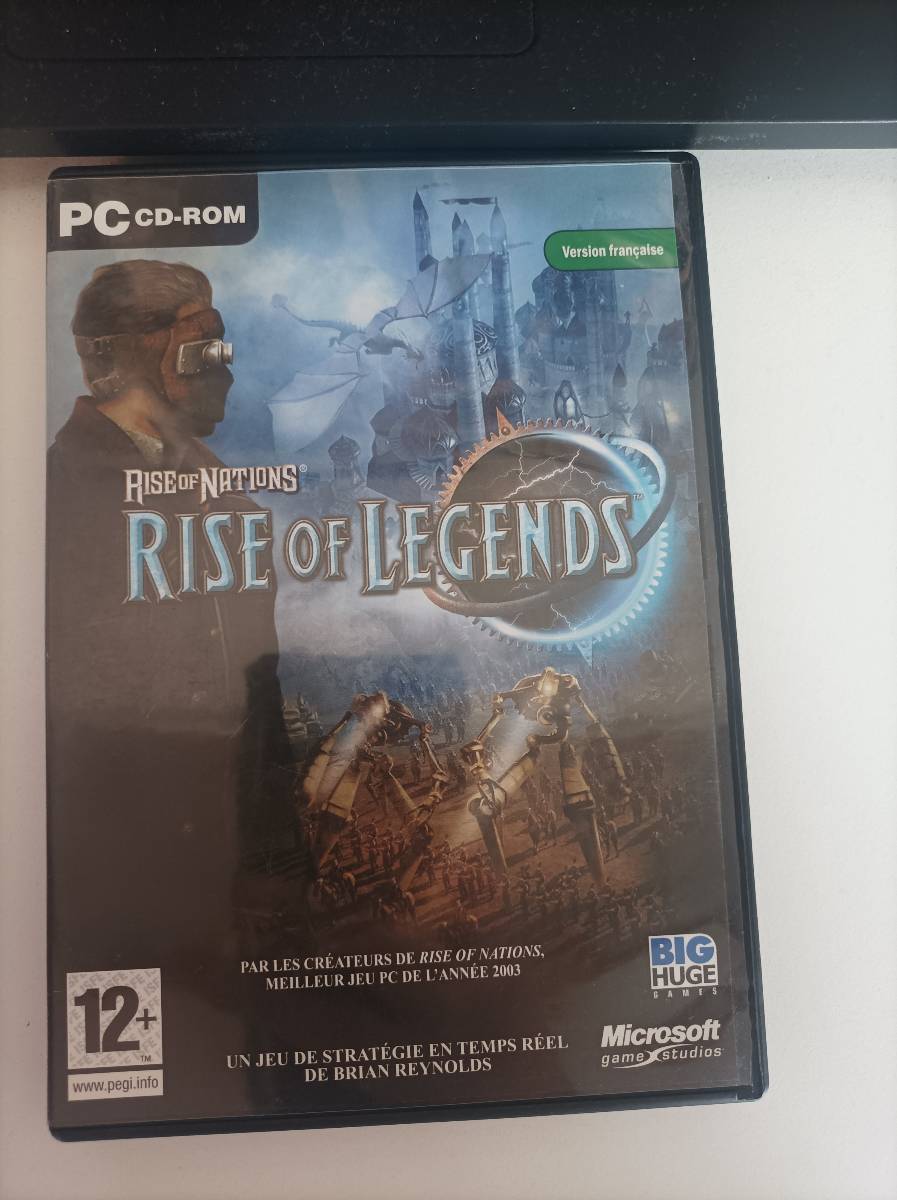 PC CD-ROM
Version française
RISE OF NATIONS®
RISE OF LEGENDS™
PAR LES CRÉATEURS DE RISE OF NATIONS,
MEILLEUR JEU PC DE L'ANNÉE 2003
BIG
HUGE
GAMES
12+
TM
www.pegi.info
UN JEU DE STRATÉGIE EN TEMPS RÉEL
DE BRIAN REYNOLDS
Microsoft
game studios